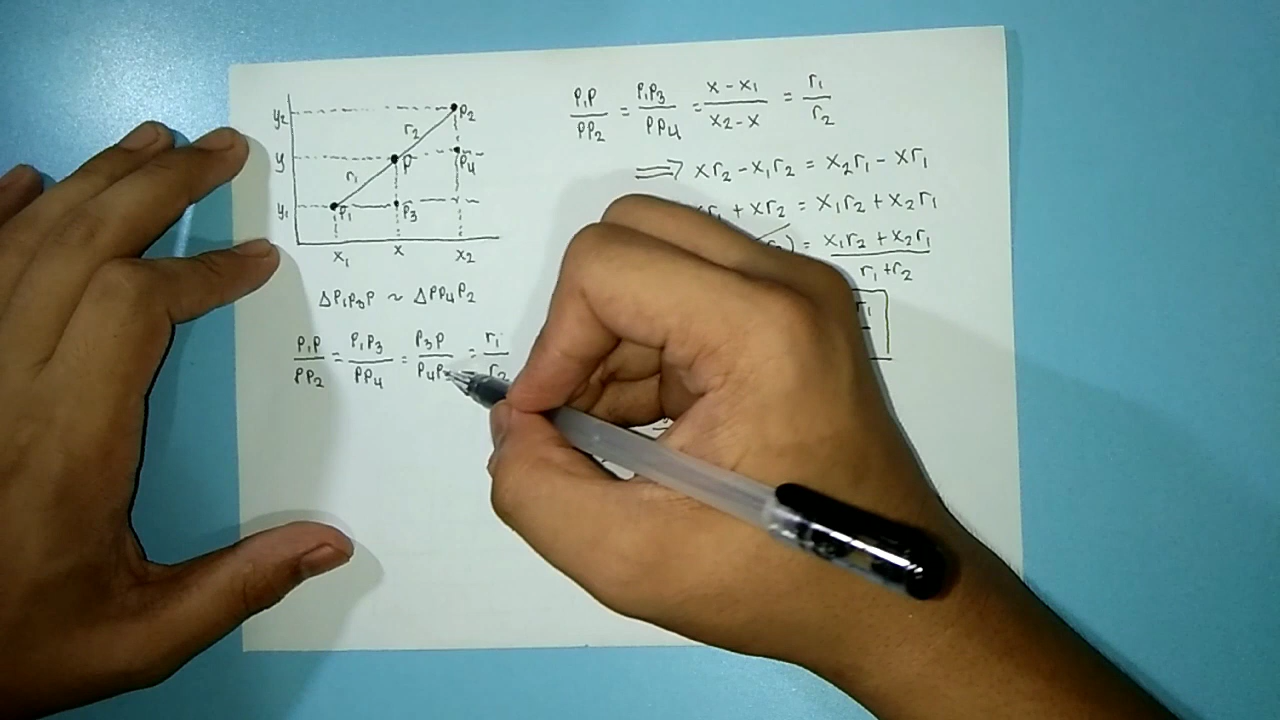 y₂ P₂
r₂
y P P₄
r₁
y₁ P₁ P₃
x₁ x x₂
ΔP₁P₃P ~ ΔPP₄P₂
P₁P/PP₂ = P₁P₃/PP₄ = P₃P/P₄P₂ = r₁/r₂
P₁P/PP₂ = P₁P₃/PP₄ = x - x₁/x₂ - x = r₁/r₂
⟹ xr₂ - x₁r₂ = x₂r₁ - xr₁
xr₁ + xr₂ = x₁r₂ + x₂r₁
) = x₁r₂ + x₂r₁/r₁ + r₂